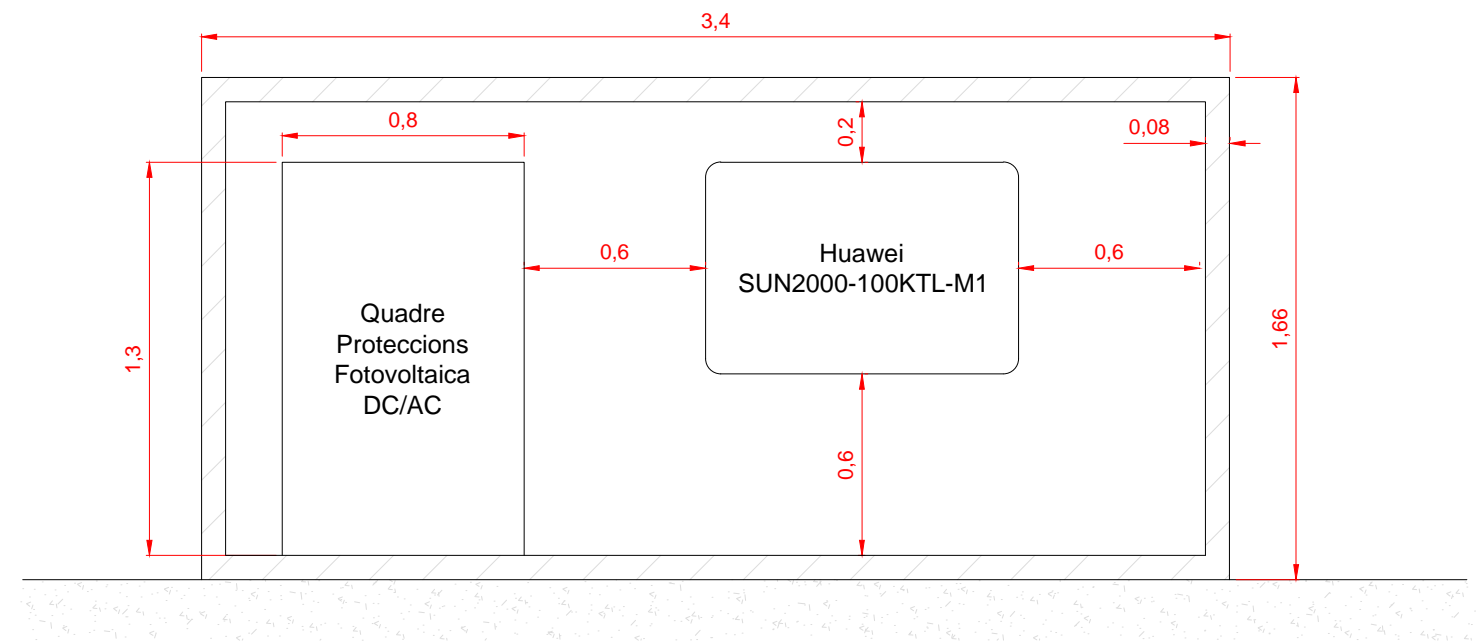 3,4
0,8
0,2
0,08
0,6
Huawei
SUN2000-100KTL-M1
0,6
Quadre
Proteccions
Fotovoltaica
DC/AC
1,3
1,66
0,6